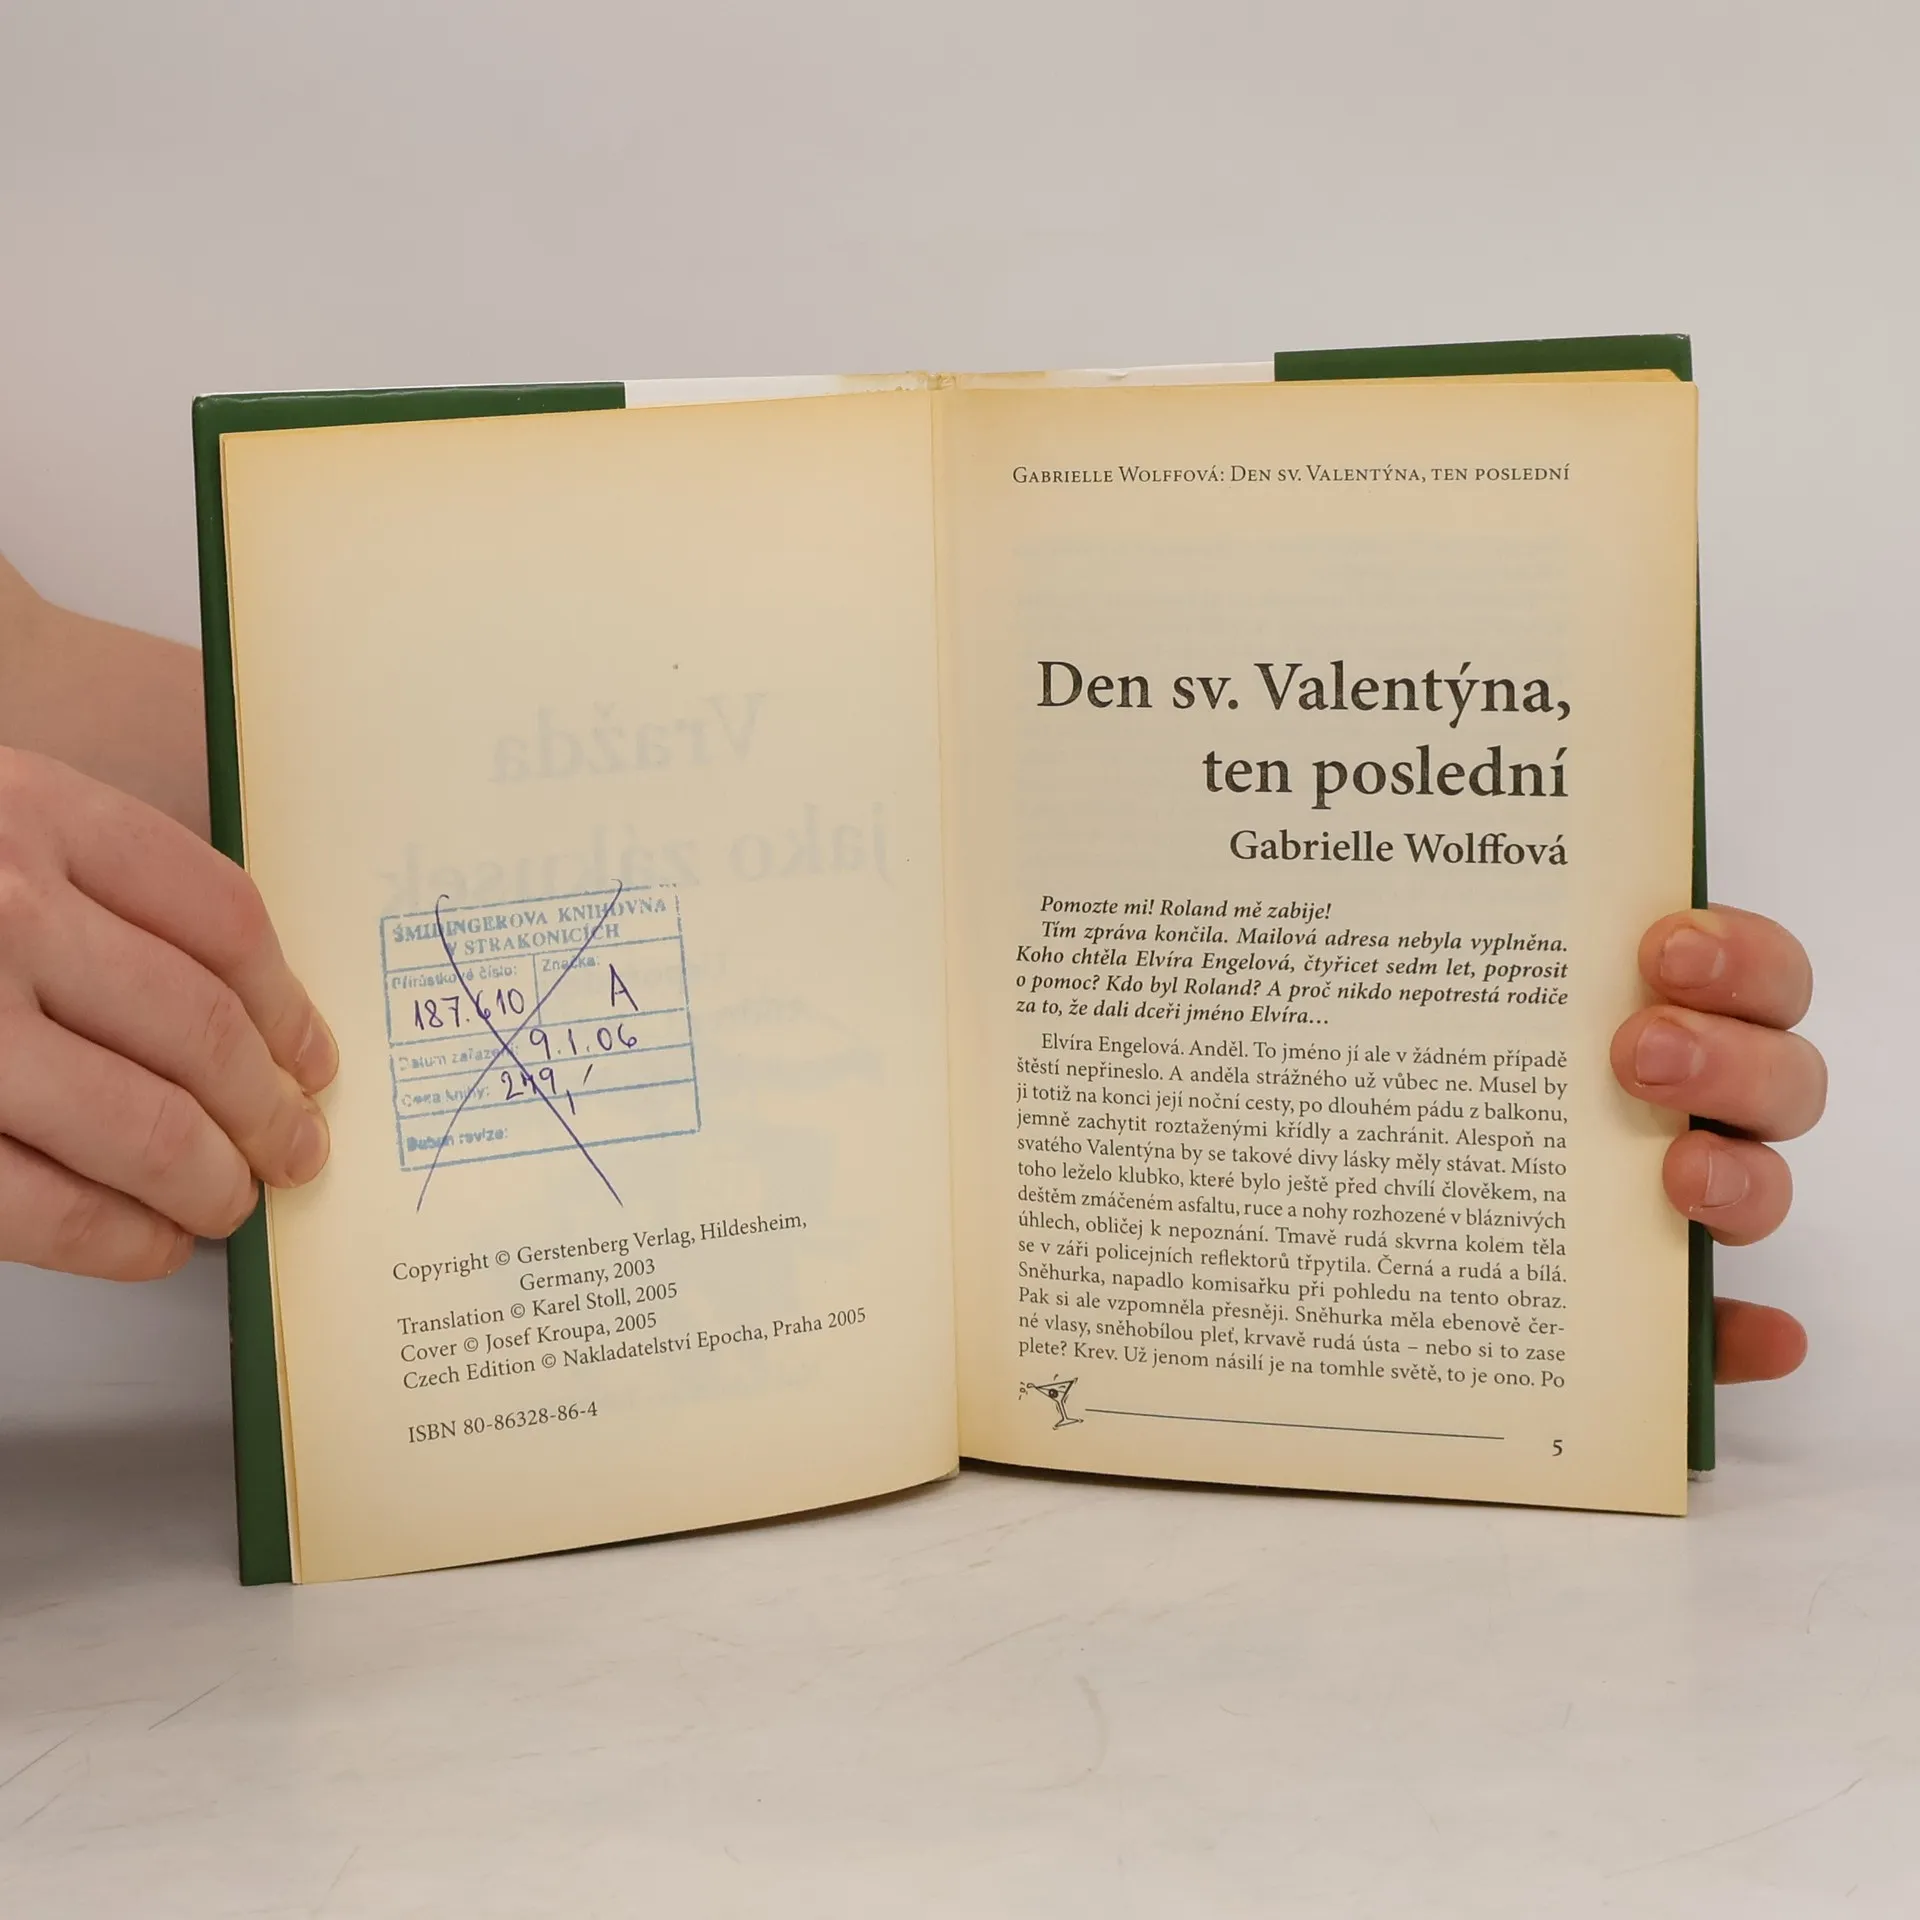 Vražda
jako zákusek
ŠMIDINGEROVA KNIHOVNA
V STRAKONICÍCH
Přírůstkové číslo:
Značka:
187.610
A
Datum zařazení:
9.1.06
Cena knihy:
279,-
Datum revize:
Copyright © Gerstenberg Verlag, Hildesheim,
Germany, 2003
Translation © Karel Stoll, 2005
Cover © Josef Kroupa, 2005
Czech Edition © Nakladatelství Epocha, Praha 2005
ISBN 80-86328-86-4
GABRIELLE WOLFFOVÁ: DEN SV. VALENTÝNA, TEN POSLEDNÍ
Den sv. Valentýna,
ten poslední
Gabrielle Wolffová
Pomozte mi! Roland mě zabije!
Tím zpráva končila. Mailová adresa nebyla vyplněna.
Koho chtěla Elvíra Engelová, čtyřicet sedm let, poprosit
o pomoc? Kdo byl Roland? A proč nikdo nepotrestá rodiče
za to, že dali dceři jméno Elvíra…
Elvíra Engelová. Anděl. To jméno jí ale v žádném případě
štěstí nepřineslo. A anděla strážného už vůbec ne. Musel by
ji totiž na konci její noční cesty, po dlouhém pádu z balkonu,
jemně zachytit roztaženými křídly a zachránit. Alespoň na
svatého Valentýna by se takové divy lásky měly stávat. Místo
toho leželo klubko, které bylo ještě před chvílí člověkem, na
deštěm zmáčeném asfaltu, ruce a nohy rozhozené v bláznivých
úhlech, obličej k nepoznání. Tmavě rudá skvrna kolem těla
se v záři policejních reflektorů třpytila. Černá a rudá a bílá.
Sněhurka, napadlo komisařku při pohledu na tento obraz.
Pak si ale vzpomněla přesněji. Sněhurka měla ebenově čer-
né vlasy, sněhobílou pleť, krvavě rudá ústa – nebo si to zase
plete? Krev. Už jenom násilí je na tomhle světě, to je ono. Po
5